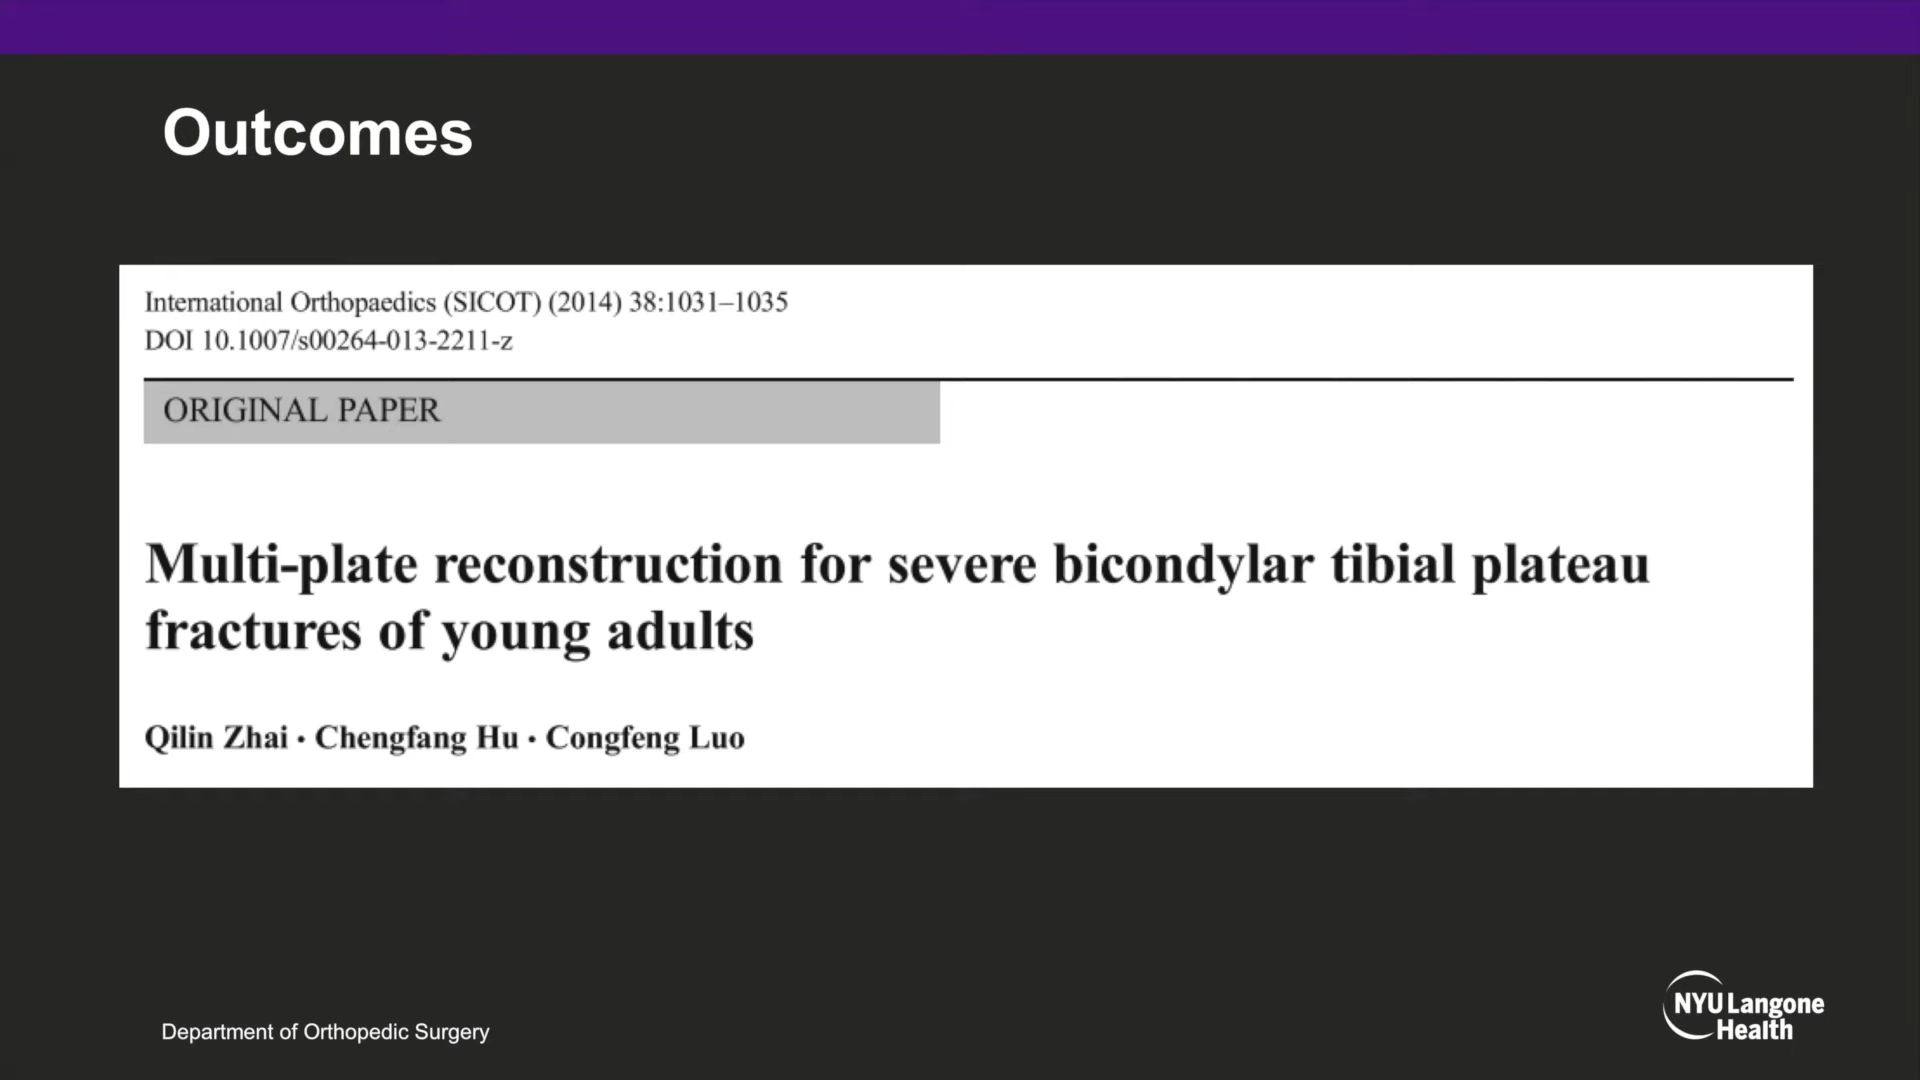 Outcomes
International Orthopaedics (SICOT) (2014) 38:1031–1035
DOI 10.1007/s00264-013-2211-z
ORIGINAL PAPER
Multi-plate reconstruction for severe bicondylar tibial plateau
fractures of young adults
Qilin Zhai · Chengfang Hu · Congfeng Luo
Department of Orthopedic Surgery
NYU Langone
Health